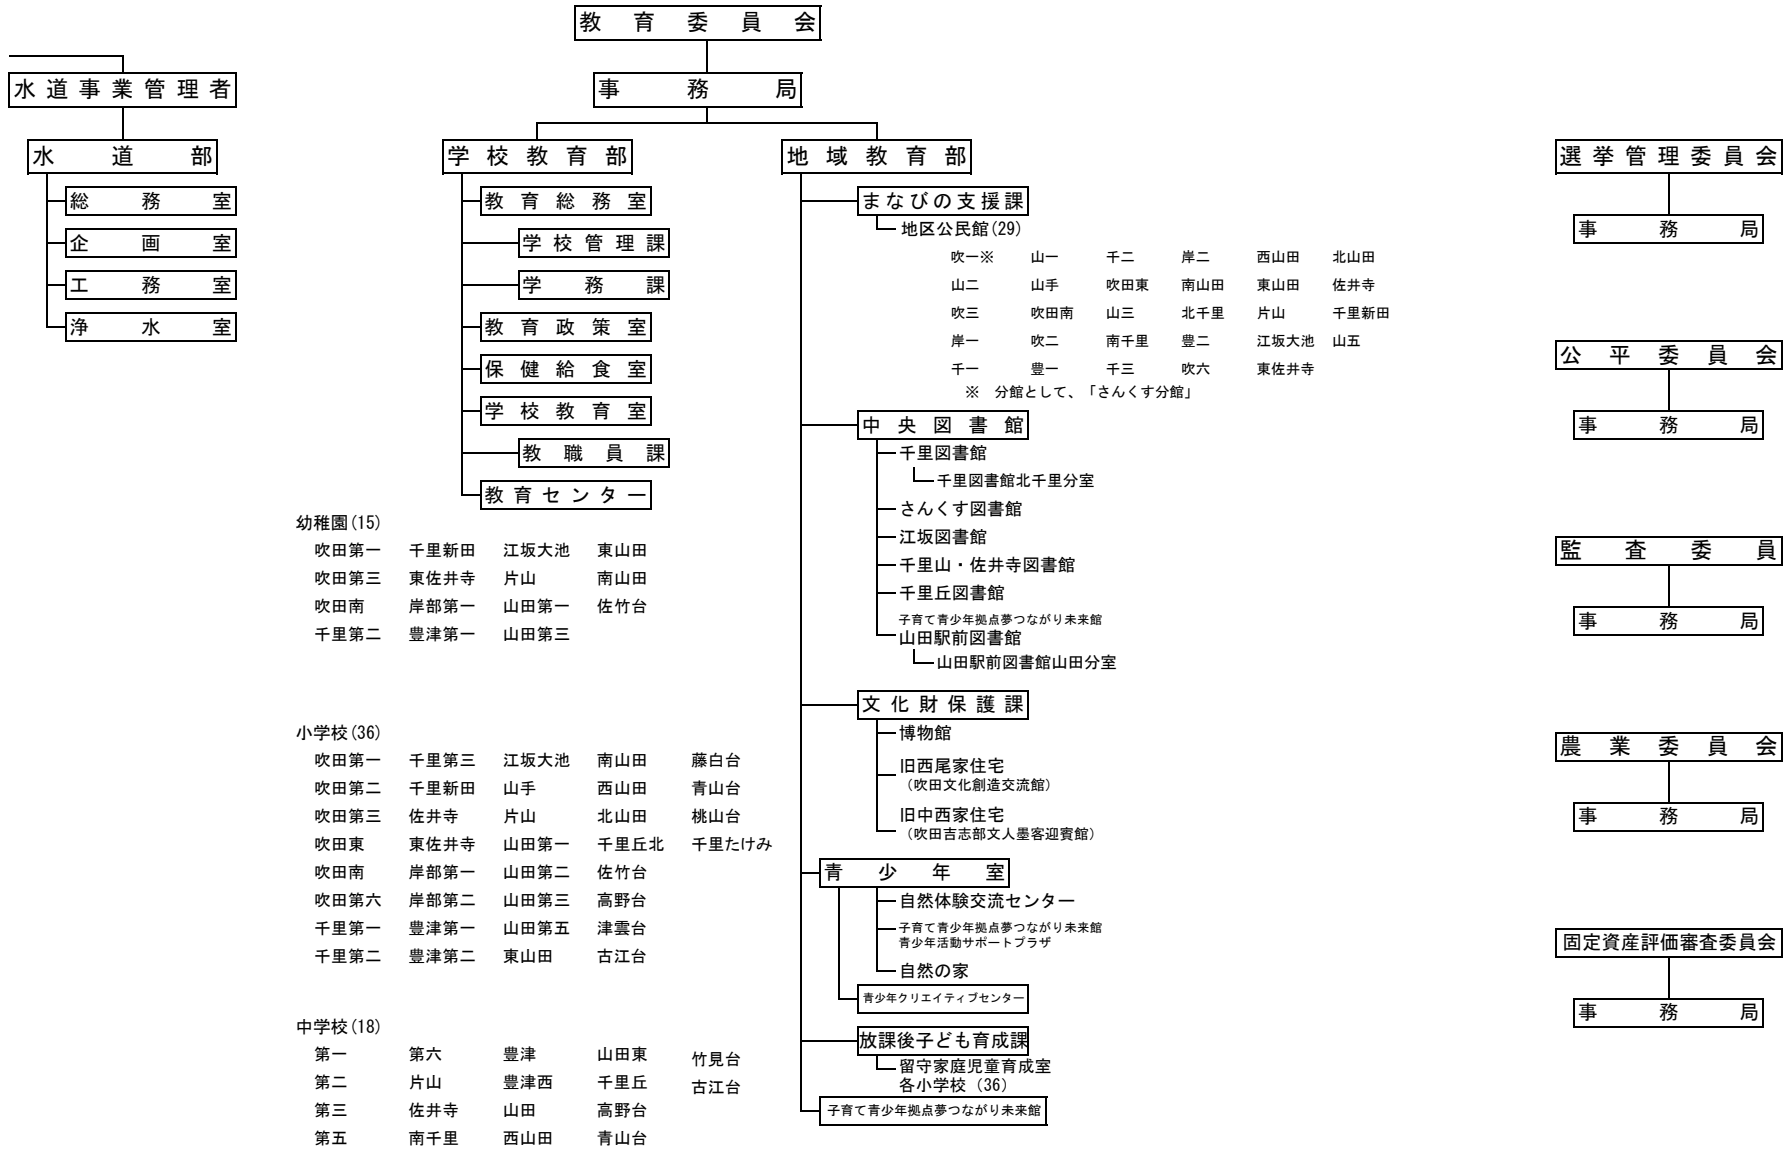 教育委員会
水道事業管理者
事務局
水道部
総務室
企画室
工務室
浄水室
学校教育部
教育総務室
学校管理課
学務課
教育政策室
保健給食室
学校教育室
教職員課
教育センター
幼稚園(15)
吹田第一 千里新田 江坂大池 東山田
吹田第三 東佐井寺 片山 南山田
吹田南 岸部第一 山田第一 佐竹台
千里第二 豊津第一 山田第三
小学校(36)
吹田第一 千里第三 江坂大池 南山田 藤白台
吹田第二 千里新田 山手 西山田 青山台
吹田第三 佐井寺 片山 北山田 桃山台
吹田東 東佐井寺 山田第一 千里丘北 千里たけみ
吹田南 岸部第一 山田第二 佐竹台
吹田第六 岸部第二 山田第三 高野台
千里第一 豊津第一 山田第五 津雲台
千里第二 豊津第二 東山田 古江台
中学校(18)
第一 第六 豊津 山田東 竹見台
第二 片山 豊津西 千里丘 古江台
第三 佐井寺 山田 高野台
第五 南千里 西山田 青山台
地域教育部
まなびの支援課
地区公民館(29)
吹一※ 山一 千二 岸二 西山田 北山田
山二 山手 吹田東 南山田 東山田 佐井寺
吹三 吹田南 山三 北千里 片山 千里新田
岸一 吹二 南千里 豊二 江坂大池 山五
千一 豊一 千三 吹六 東佐井寺
※ 分館として、「さんくす分館」
中央図書館
千里図書館
千里図書館北千里分室
さんくす図書館
江坂図書館
千里山・佐井寺図書館
千里丘図書館
子育て青少年拠点夢つながり未来館
山田駅前図書館
山田駅前図書館山田分室
文化財保護課
博物館
旧西尾家住宅
(吹田文化創造交流館)
旧中西家住宅
(吹田吉志部文人墨客迎賓館)
青少年室
自然体験交流センター
子育て青少年拠点夢つながり未来館
青少年活動サポートプラザ
自然の家
青少年クリエイティブセンター
放課後子ども育成課
留守家庭児童育成室
各小学校(36)
子育て青少年拠点夢つながり未来館
選挙管理委員会
事務局
公平委員会
事務局
監査委員
事務局
農業委員会
事務局
固定資産評価審査委員会
事務局